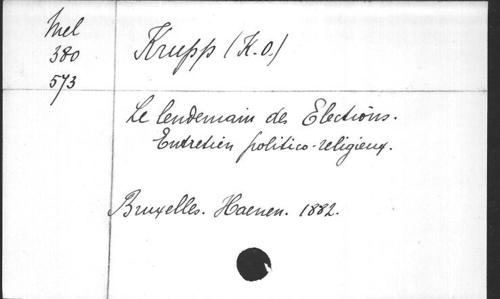 Mel
380
573
Krupp (K.O.)
Le lendemain des Elections.
Entretien politico-religieux.
Bruxelles. Haenen. 1882.